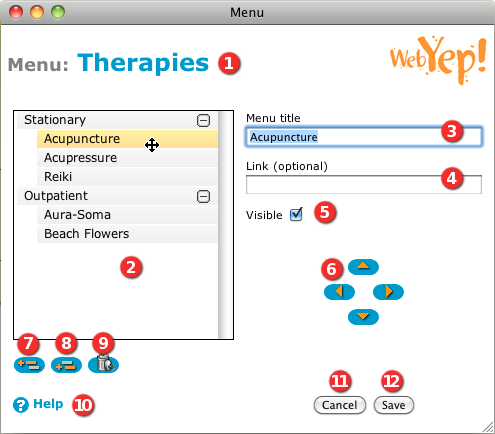 Menu
Menu: Therapies 1
WebYep!
Stationary
Acupuncture
Acupressure
Reiki
Outpatient
Aura-Soma
Beach Flowers
2
Menu title
Acupuncture 3
Link (optional)
4
Visible 5
6
7 8 9
Help 10
11 12
Cancel Save